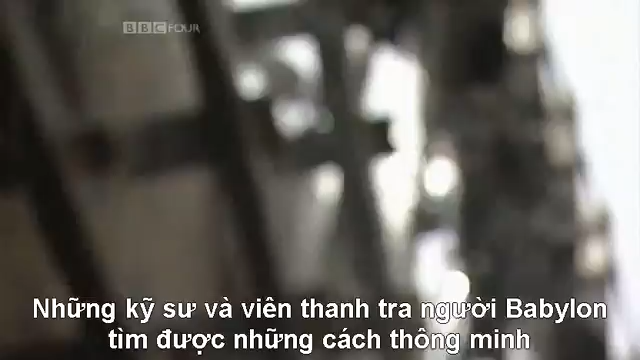 BBC FOUR
Những kỹ sư và viên thanh tra người Babylon
tìm được những cách thông minh